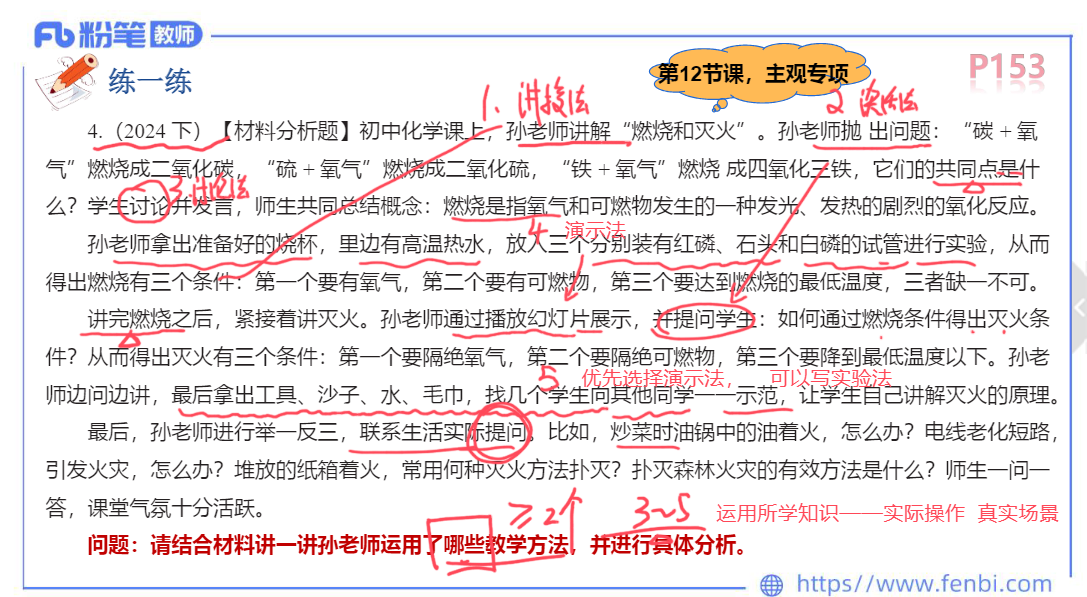 粉笔教师
练一练
第12节课，主观专项
P153
1、讲授法
2、谈话法
4.（2024 下）【材料分析题】初中化学课上，孙老师讲解“燃烧和灭火”。孙老师抛 出问题：“碳 + 氧
气”燃烧成二氧化碳，“硫 + 氧气”燃烧成二氧化硫，“铁 + 氧气”燃烧 成四氧化三铁，它们的共同点是什
3、讨论法
么？学生讨论并发言，师生共同总结概念：燃烧是指氧气和可燃物发生的一种发光、发热的剧烈的氧化反应。
4 演示法
孙老师拿出准备好的烧杯，里边有高温热水，放入三个分别装有红磷、石头和白磷的试管进行实验，从而
得出燃烧有三个条件：第一个要有氧气，第二个要有可燃物，第三个要达到燃烧的最低温度，三者缺一不可。
讲完燃烧之后，紧接着讲灭火。孙老师通过播放幻灯片展示，并提问学生：如何通过燃烧条件得出灭火条
件？从而得出灭火有三个条件：第一个要隔绝氧气，第二个要隔绝可燃物，第三个要降到最低温度以下。孙老
5 优先选择演示法， 可以写实验法
师边问边讲，最后拿出工具、沙子、水、毛巾，找几个学生向其他同学一一示范，让学生自己讲解灭火的原理。
最后，孙老师进行举一反三，联系生活实际提问。比如，炒菜时油锅中的油着火，怎么办？电线老化短路，
引发火灾，怎么办？堆放的纸箱着火，常用何种灭火方法扑灭？扑灭森林火灾的有效方法是什么？师生一问一
答，课堂气氛十分活跃。
≥2个 3~5 运用所学知识——实际操作 真实场景
问题：请结合材料讲一讲孙老师运用了哪些教学方法，并进行具体分析。
https://www.fenbi.com